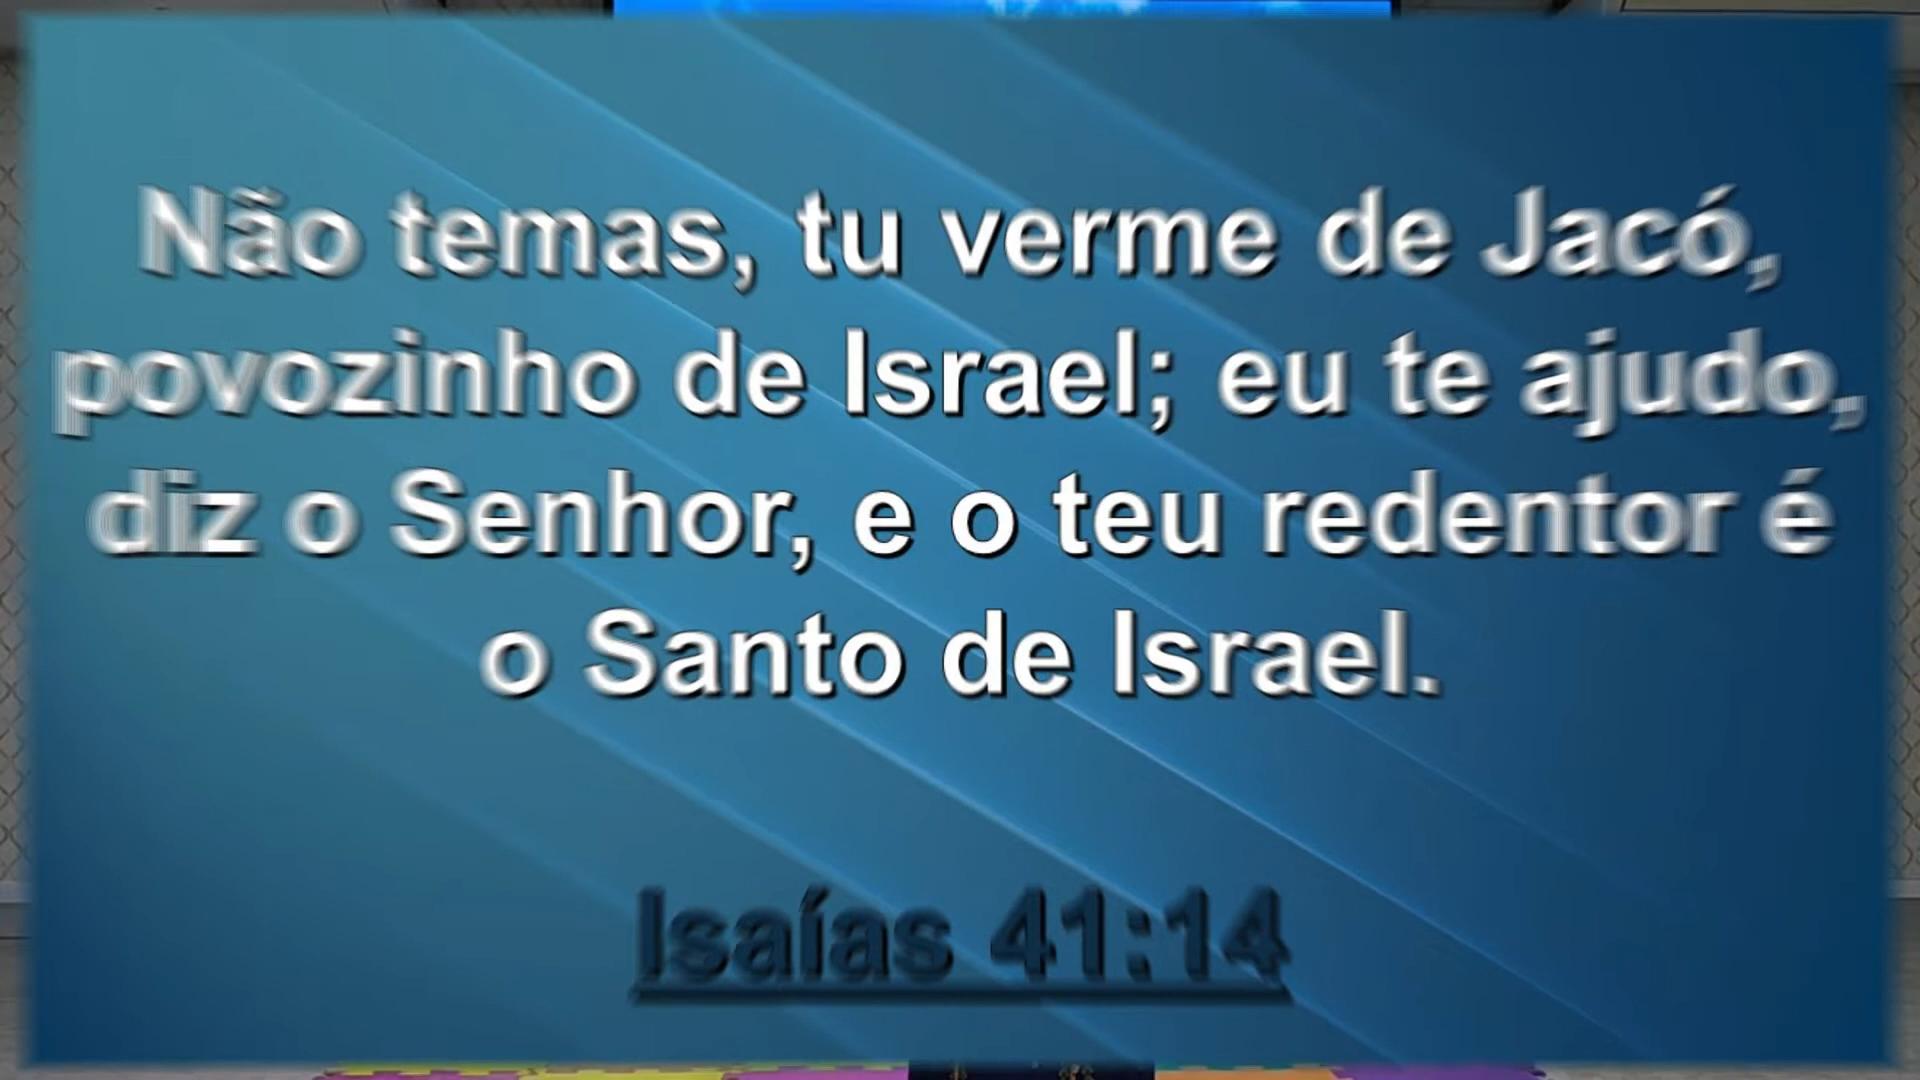 Não temas, tu verme de Jacó,
povozinho de Israel; eu te ajudo,
diz o Senhor, e o teu redentor é
o Santo de Israel.
Isaías 41:14